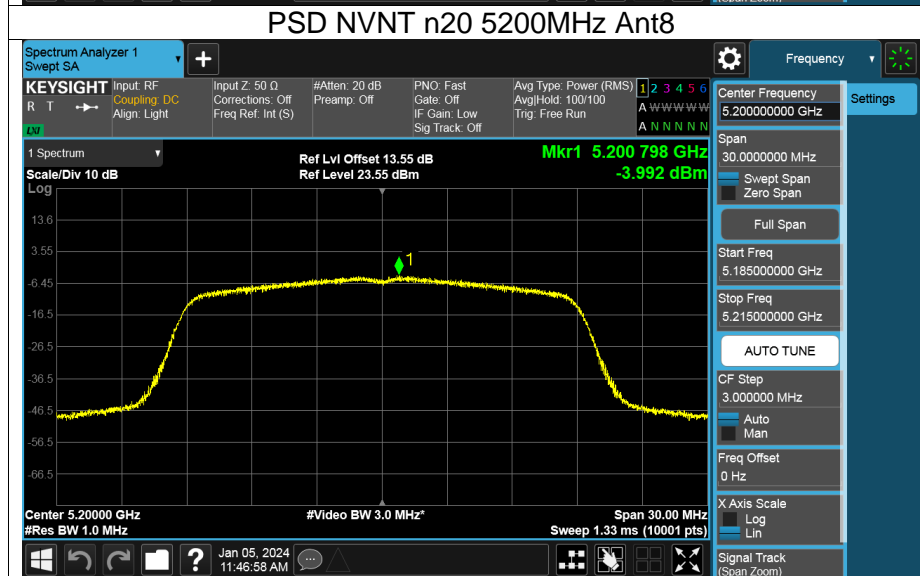 (Span Zoom)
PSD NVNT n20 5200MHz Ant8
Spectrum Analyzer 1
Swept SA
+
Frequency
KEYSIGHT
R T
LXI
Input: RF
Coupling: DC
Align: Light
Input Z: 50 Ω
Corrections: Off
Freq Ref: Int (S)
#Atten: 20 dB
Preamp: Off
PNO: Fast
Gate: Off
IF Gain: Low
Sig Track: Off
Avg Type: Power (RMS)
Avg|Hold: 100/100
Trig: Free Run
1 2 3 4 5 6
A W W W W W
A N N N N N
1 Spectrum
Scale/Div 10 dB
Ref Lvl Offset 13.55 dB
Ref Level 23.55 dBm
Mkr1 5.200 798 GHz
-3.992 dBm
Log
13.6
3.55
-6.45
-16.5
-26.5
-36.5
-46.5
-56.5
-66.5
1
Center 5.20000 GHz
#Video BW 3.0 MHz*
Span 30.00 MHz
#Res BW 1.0 MHz
Sweep 1.33 ms (10001 pts)
?
Jan 05, 2024
11:46:58 AM
Center Frequency
5.200000000 GHz
Settings
Span
30.0000000 MHz
Swept Span
Zero Span
Full Span
Start Freq
5.185000000 GHz
Stop Freq
5.215000000 GHz
AUTO TUNE
CF Step
3.000000 MHz
Auto
Man
Freq Offset
0 Hz
X Axis Scale
Log
Lin
Signal Track
(Span Zoom)